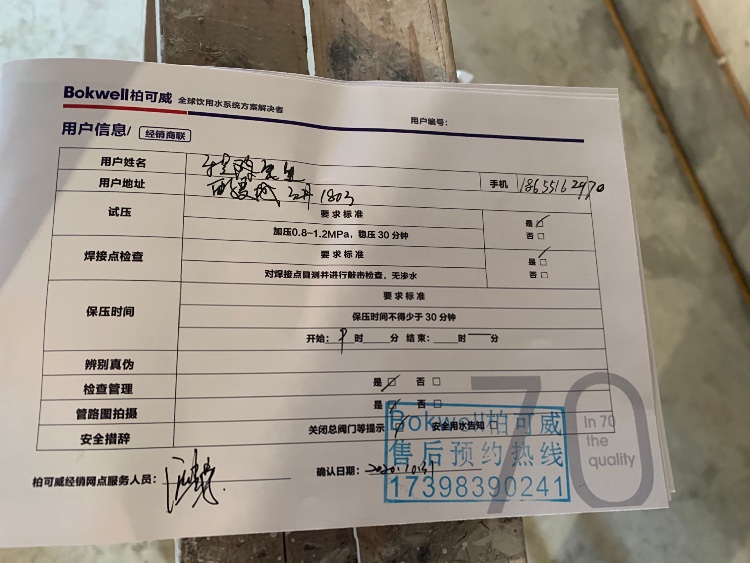 Bokwell柏可威 全球饮用水系统方案解决者
用户编号：
用户信息/ 经销商联
用户姓名
用户地址 1803 手机 18655162970
试压 要求标准 是☑
加压0.8~1.2MPa，稳压30分钟 否□
焊接点检查 要求标准 是☑
对焊接点目测并进行敲击检查，无渗水 否□
保压时间 要求标准
保压时间不得少于30分钟
开始： 时 分 结束： 时 分
辨别真伪
检查管理 是☑ 否□
管路图拍摄 否□
安全措辞 关闭总阀门等提示 安全用水告知
柏可威经销网点服务人员： 确认日期：
Bokwell柏可威
售后预约热线
17398390241
70
In 70
the
quality